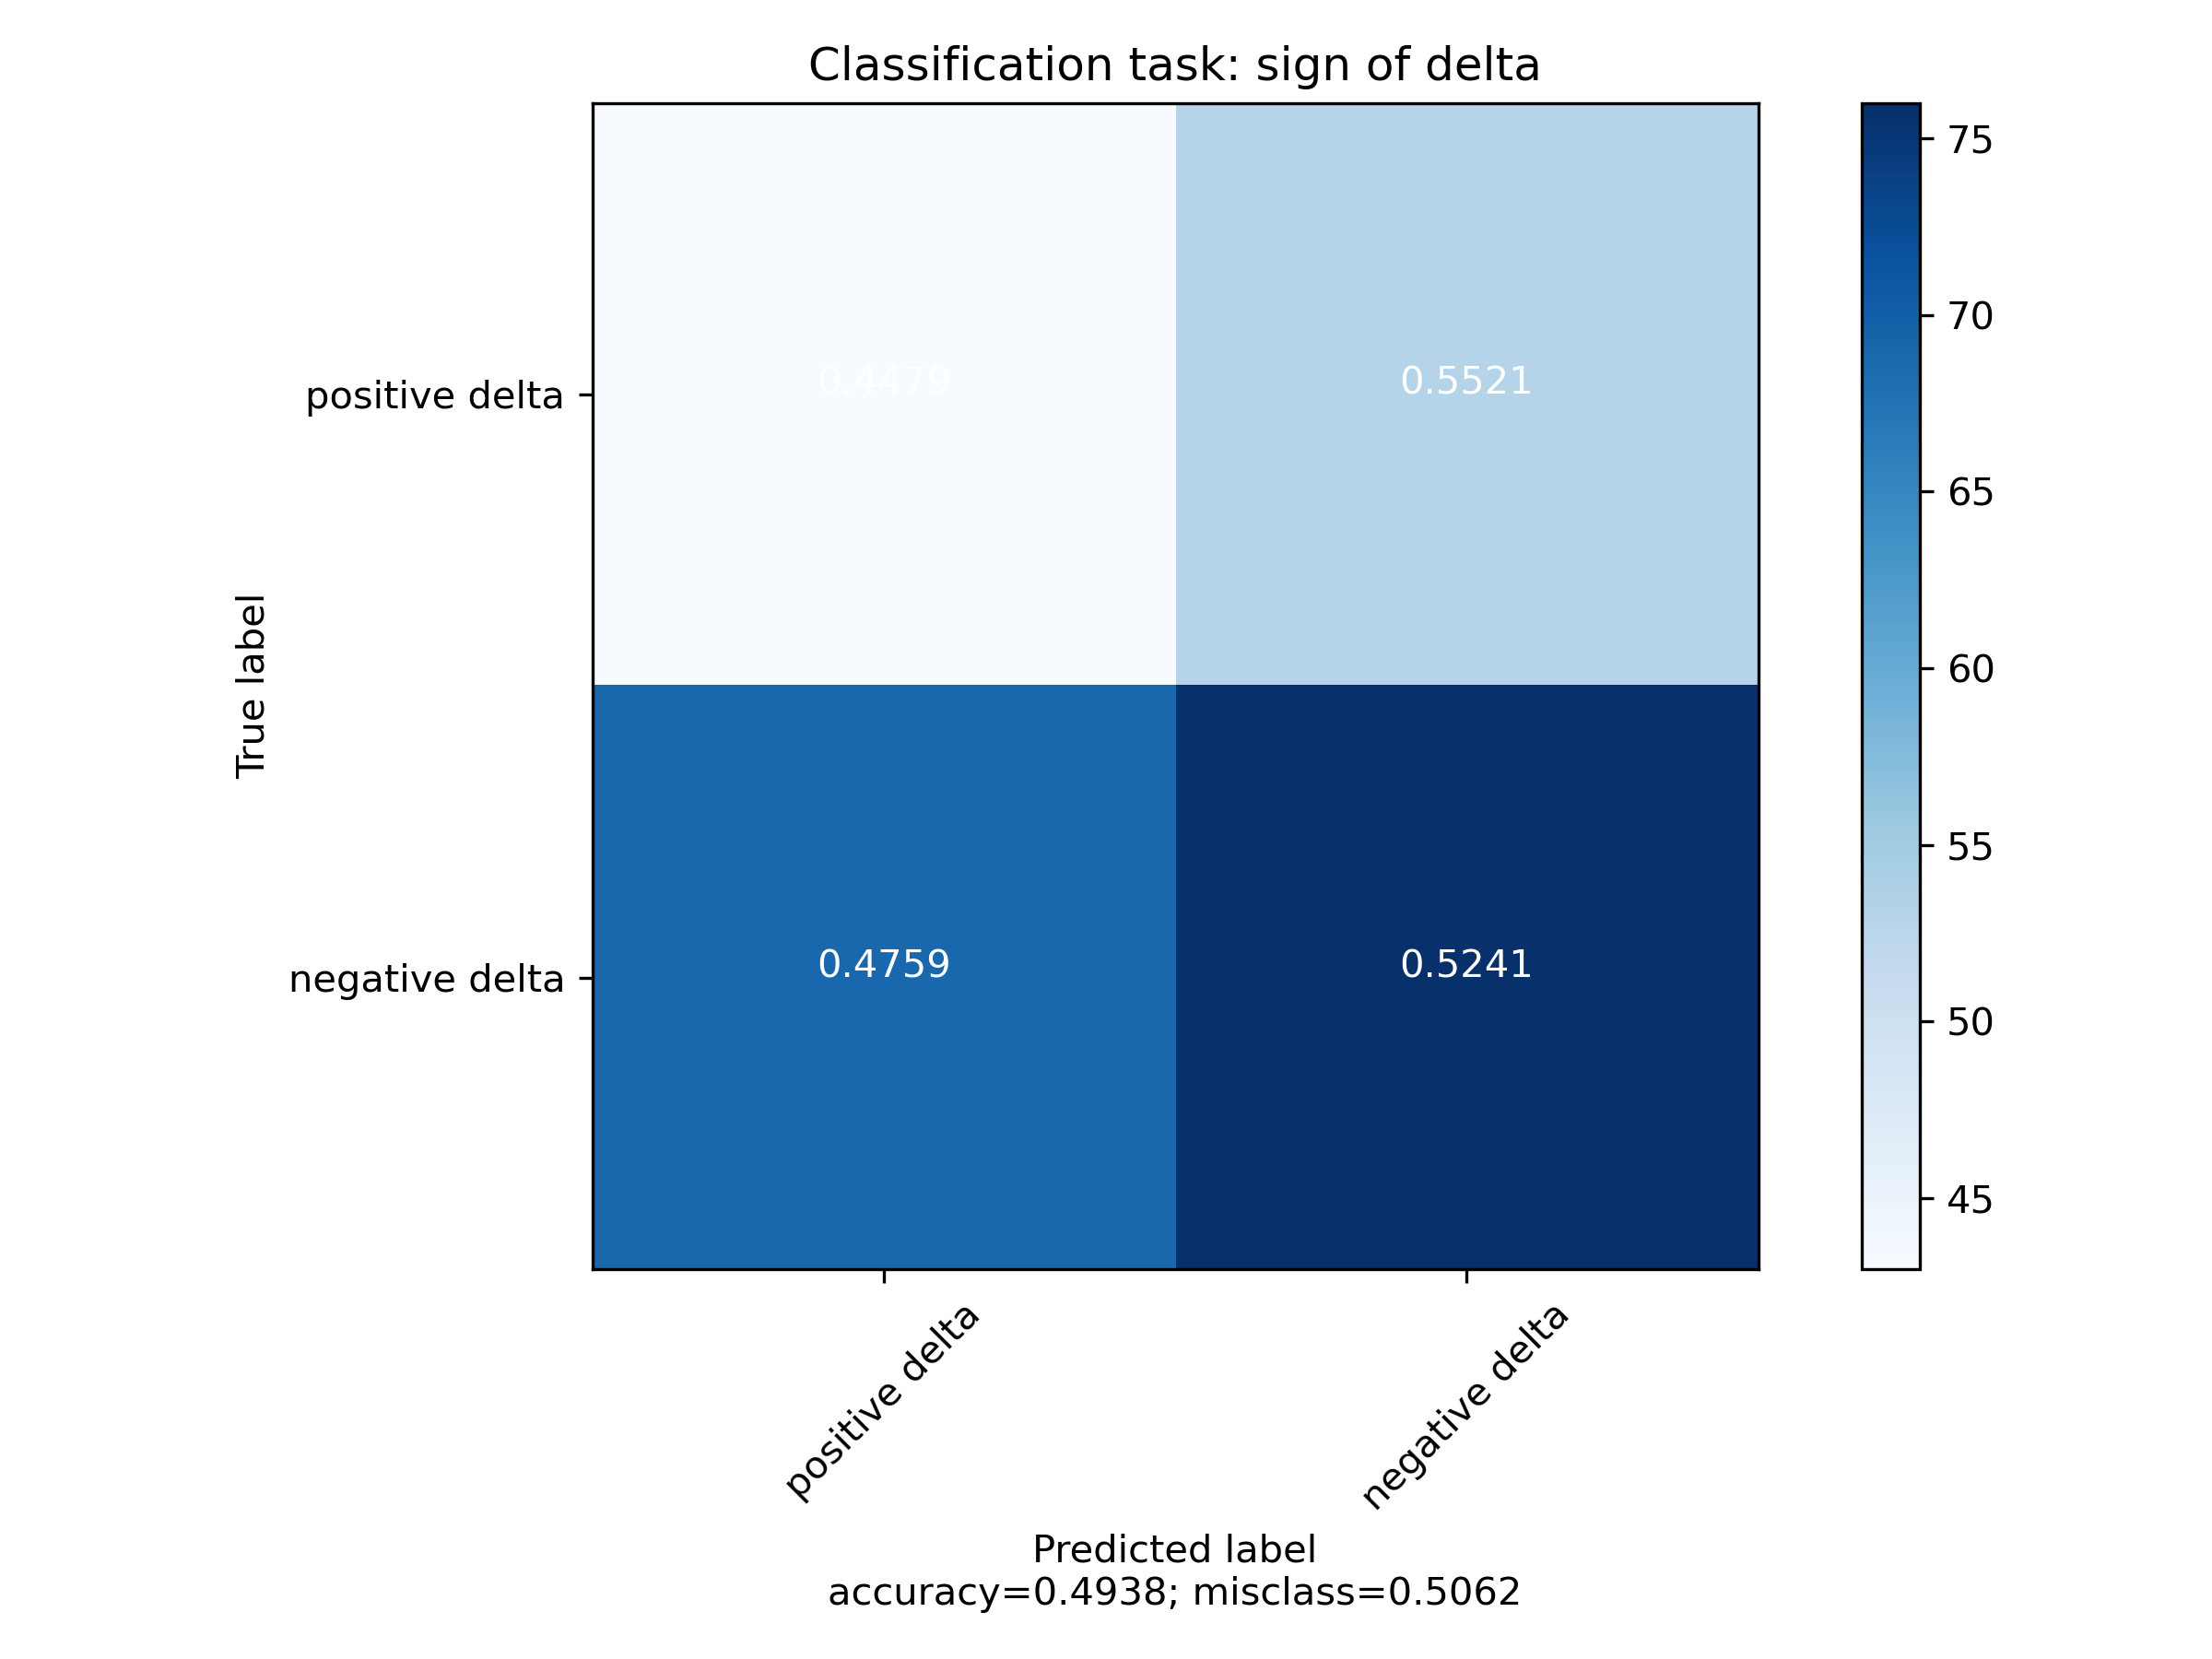 Classification task: sign of delta
True label
positive delta
negative delta
0.4479
0.5521
0.4759
0.5241
positive delta
negative delta
Predicted label
accuracy=0.4938; misclass=0.5062
75
70
65
60
55
50
45